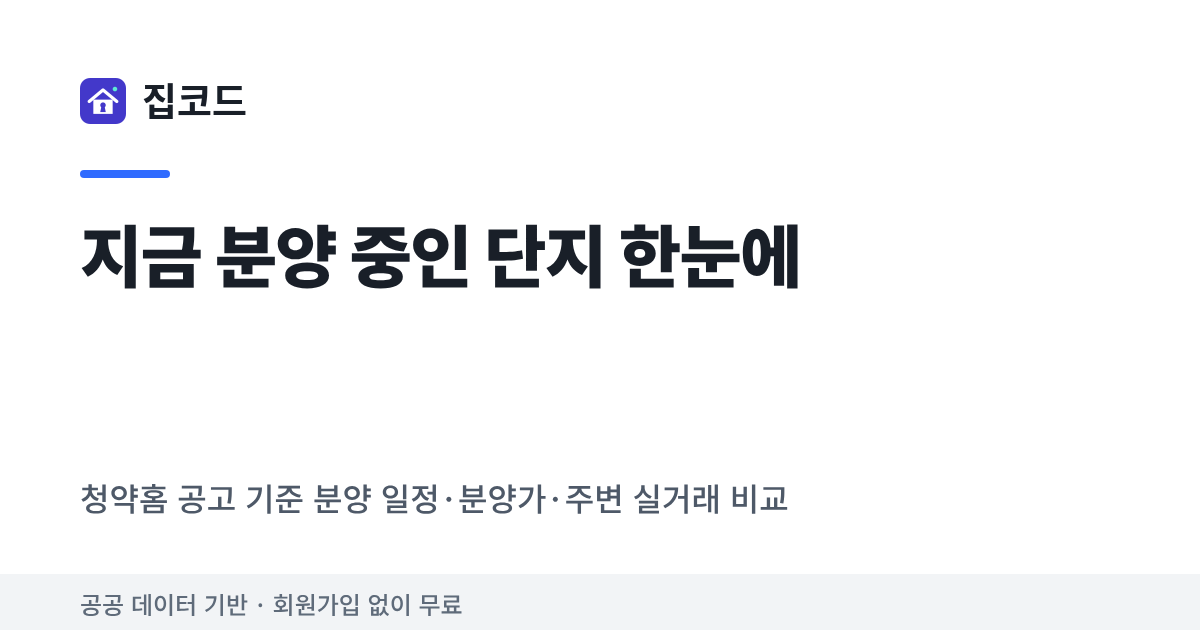 집코드
지금 분양 중인 단지 한눈에
청약홈 공고 기준 분양 일정·분양가·주변 실거래 비교
공공 데이터 기반 · 회원가입 없이 무료